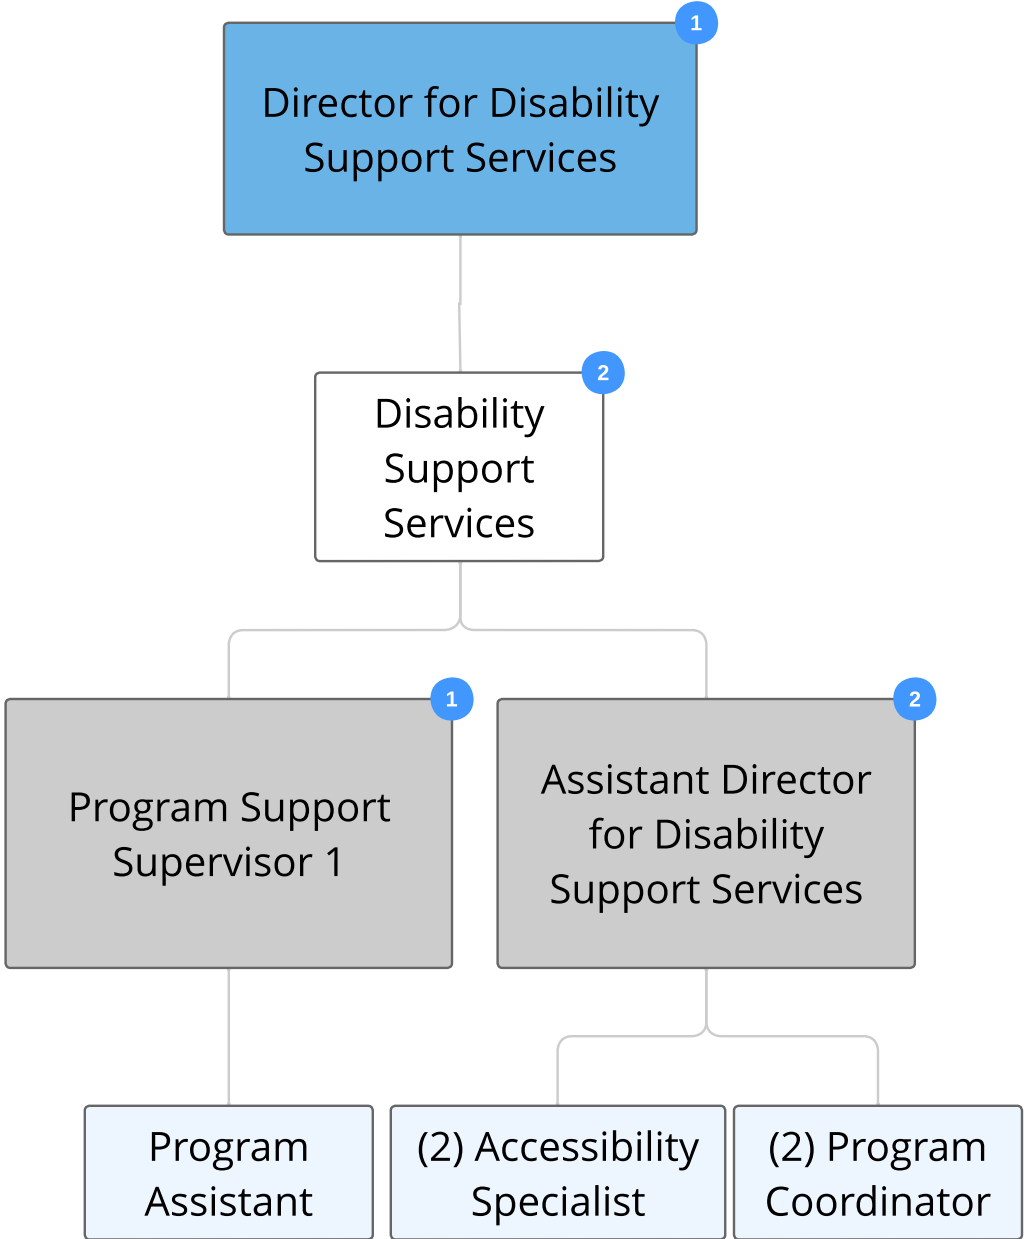 1
Director for Disability
Support Services
2
Disability
Support
Services
1
Program Support
Supervisor 1
2
Assistant Director
for Disability
Support Services
Program
Assistant
(2) Accessibility
Specialist
(2) Program
Coordinator